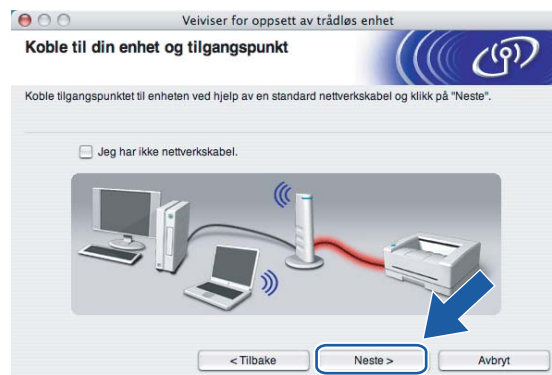 Veiviser for oppsett av trådløs enhet
Koble til din enhet og tilgangspunkt
Koble tilgangspunktet til enheten ved hjelp av en standard nettverkskabel og klikk på "Neste".
Jeg har ikke nettverkskabel.
< Tilbake
Neste >
Avbryt